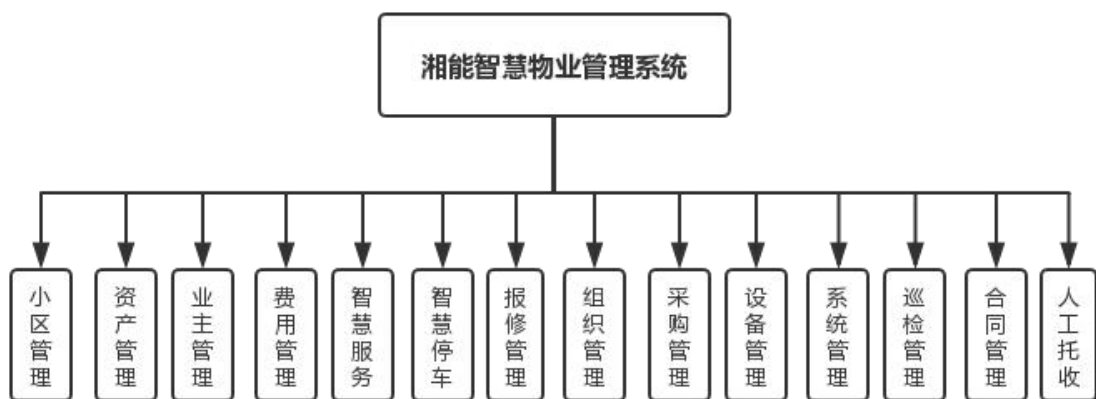 湘能智慧物业管理系统
小区管理
资产管理
业主管理
费用管理
智慧服务
智慧停车
报修管理
组织管理
采购管理
设备管理
系统管理
巡检管理
合同管理
人工托收